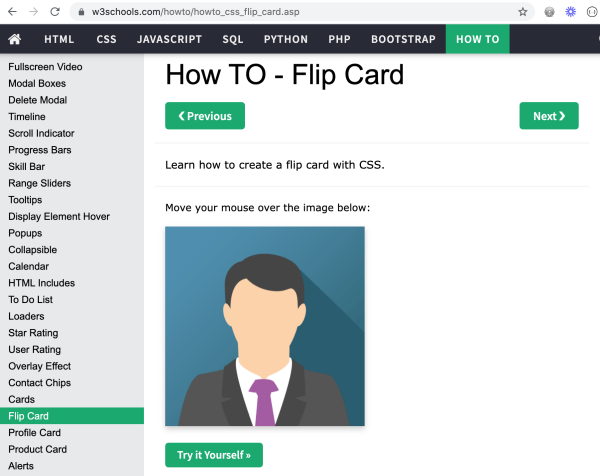 w3schools.com/howto/howto_css_flip_card.asp
HTML CSS JAVASCRIPT SQL PYTHON PHP BOOTSTRAP HOW TO
Fullscreen Video
Modal Boxes
Delete Modal
Timeline
Scroll Indicator
Progress Bars
Skill Bar
Range Sliders
Tooltips
Display Element Hover
Popups
Collapsible
Calendar
HTML Includes
To Do List
Loaders
Star Rating
User Rating
Overlay Effect
Contact Chips
Cards
Flip Card
Profile Card
Product Card
Alerts
How TO - Flip Card
❮ Previous
Next ❯
Learn how to create a flip card with CSS.
Move your mouse over the image below:
Try it Yourself »